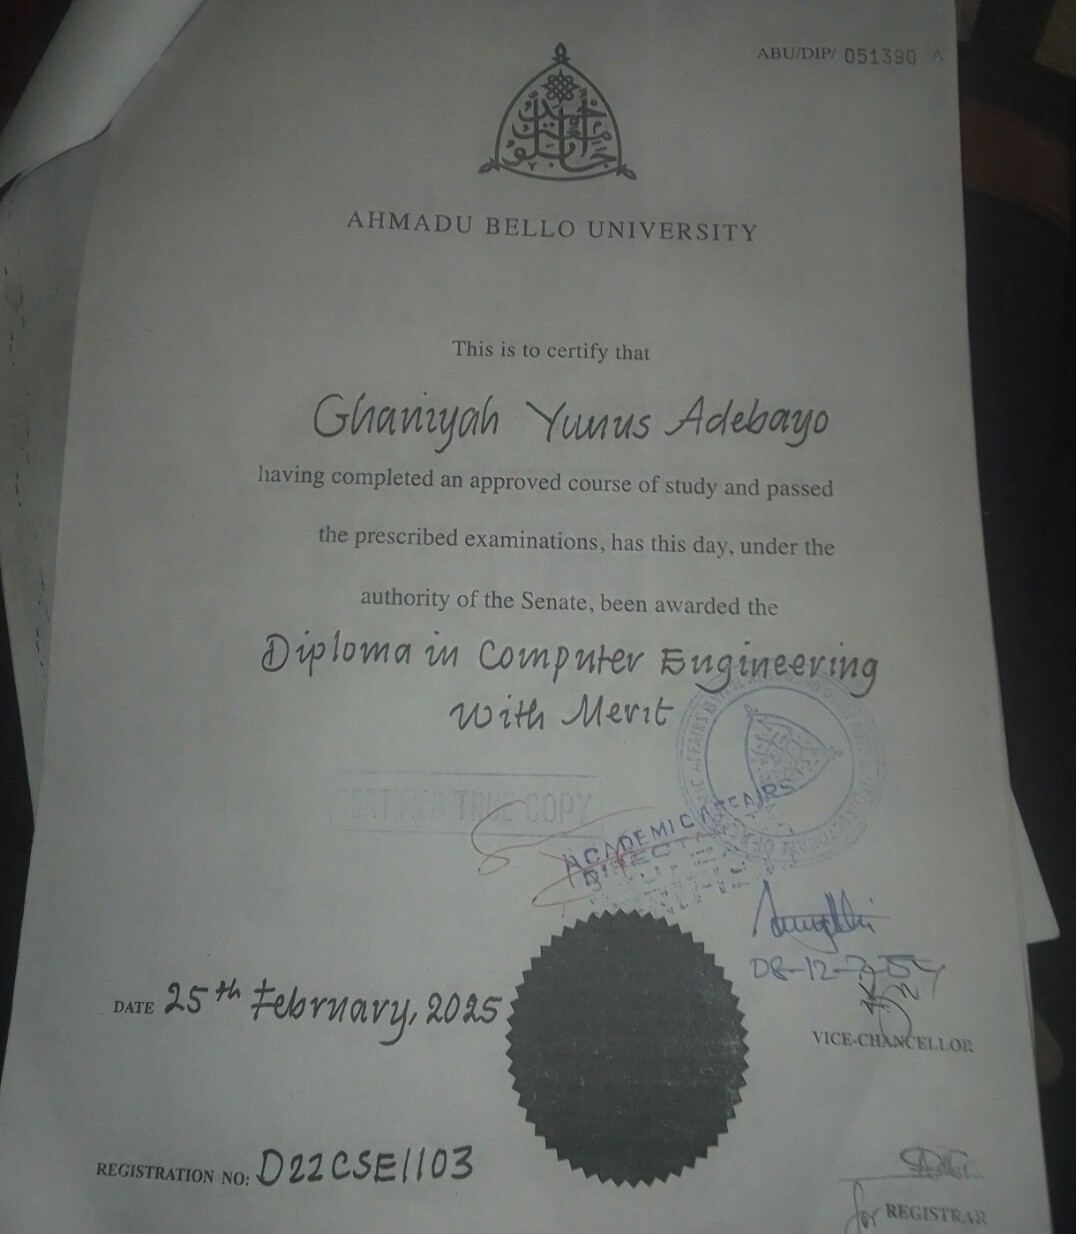 ABU/DIP/ 051390 A
AHMADU BELLO UNIVERSITY
This is to certify that
Ghaniyah Yunus Adebayo
having completed an approved course of study and passed
the prescribed examinations, has this day, under the
authority of the Senate, been awarded the
Diploma in Computer Engineering
With Merit
CERTIFIED TRUE COPY
ACADEMIC AFFAIRS
DATE 25th February, 2025
VICE-CHANCELLOR
REGISTRATION NO: D22CSE1103
for REGISTRAR